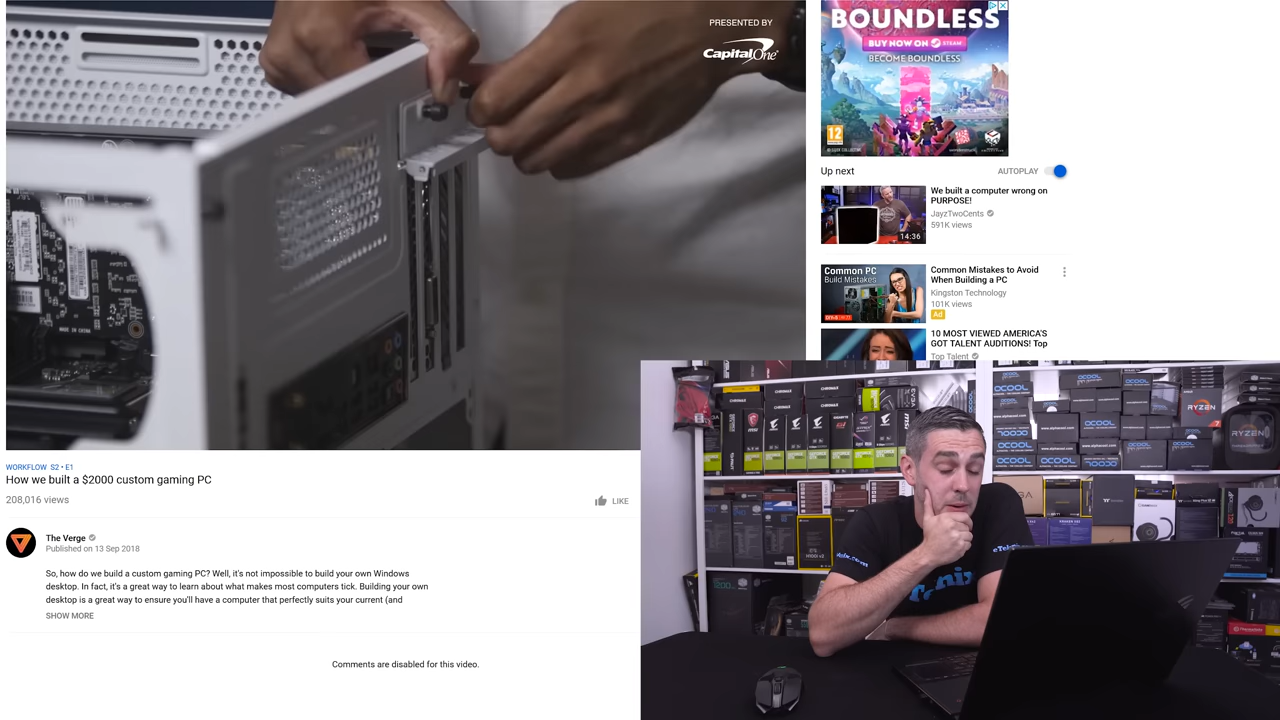 PRESENTED BY
CapitalOne
MADE IN CHINA
WORKFLOW S2 • E1
How we built a $2000 custom gaming PC
208,016 views
LIKE
The Verge
Published on 13 Sep 2018
So, how do we build a custom gaming PC? Well, it's not impossible to build your own Windows
desktop. In fact, it's a great way to learn about what makes most computers tick. Building your own
desktop is a great way to ensure you'll have a computer that perfectly suits your current (and
SHOW MORE
Comments are disabled for this video.
BOUNDLESS
BUY NOW ON STEAM
BECOME BOUNDLESS
12
Up next
AUTOPLAY
14:36
We built a computer wrong on
PURPOSE!
JayzTwoCents
591K views
Common PC
Build Mistakes
Common Mistakes to Avoid
When Building a PC
Kingston Technology
101K views
Ad
10 MOST VIEWED AMERICA'S
GOT TALENT AUDITIONS! Top
Top Talent
RYZEN
RYZEN